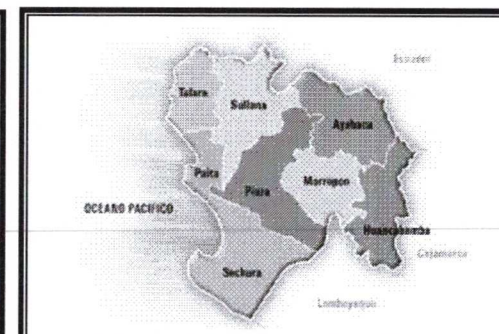 Ecuador
Talara
Sullana
Ayabaca
Paita
Piura
Morropon
OCEANO PACIFICO
Huancabamba
Cajamarca
Sechura
Lambayeque